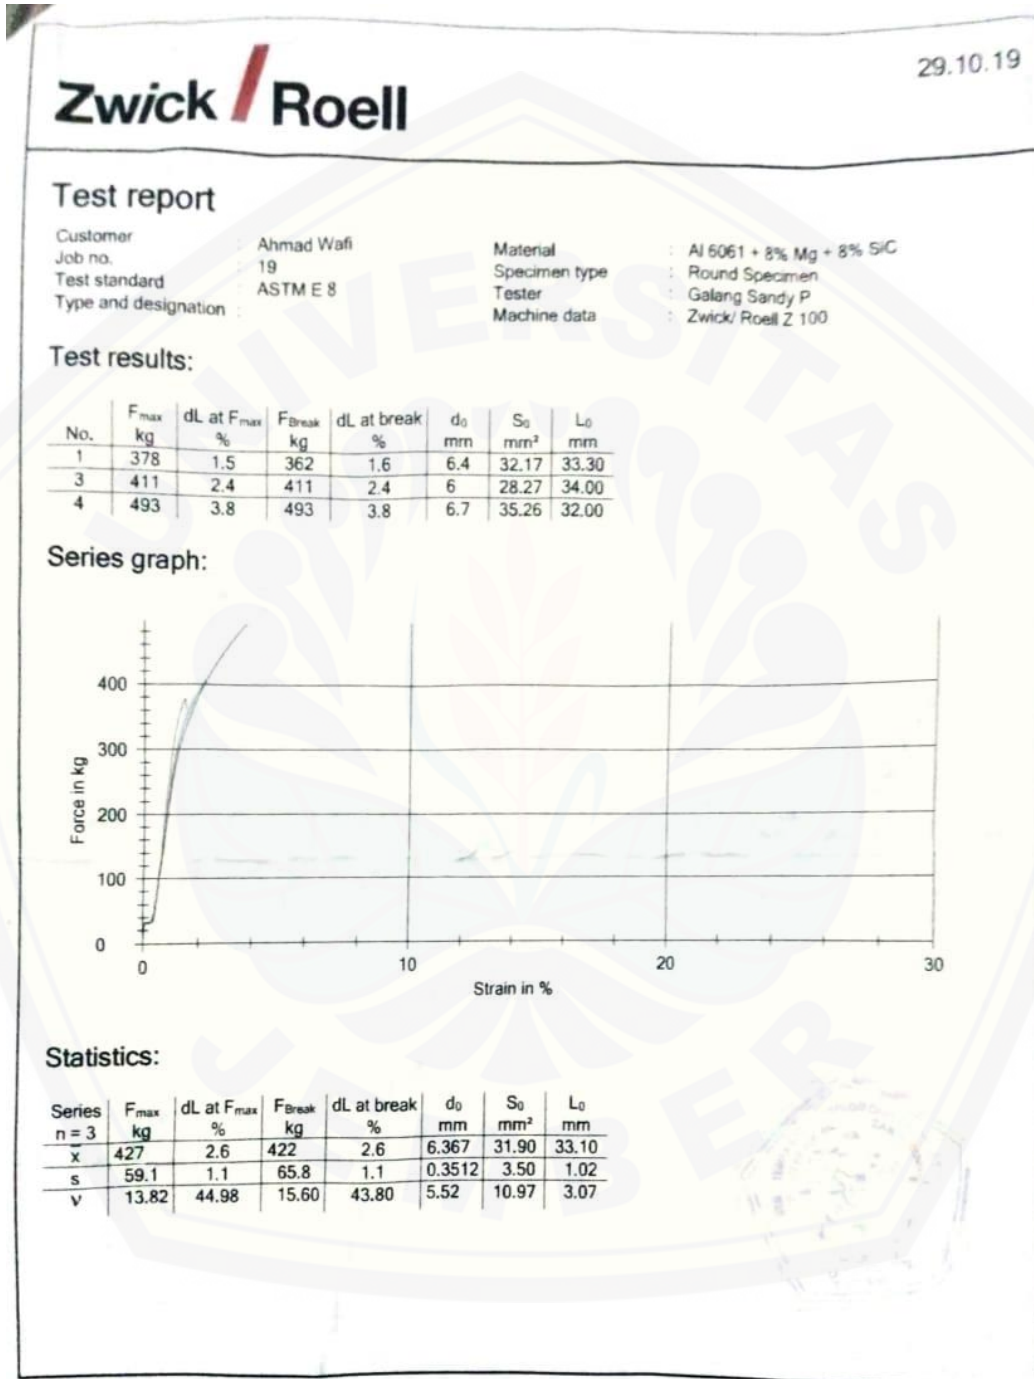 29.10.19
Zwick / Roell
Test report
Customer : Ahmad Wafi
Job no. : 19
Test standard : ASTM E 8
Type and designation :
Material : Al 6061 + 8% Mg + 8% SiC
Specimen type : Round Specimen
Tester : Galang Sandy P
Machine data : Zwick/ Roell Z 100
Test results:
No. Fmax dL at Fmax FBreak dL at break d0 S0 L0
kg % kg % mm mm² mm
1 378 1.5 362 1.6 6.4 32.17 33.30
3 411 2.4 411 2.4 6 28.27 34.00
4 493 3.8 493 3.8 6.7 35.26 32.00
Series graph:
400
300
200
100
0
Force in kg
0 10 20 30
Strain in %
Statistics:
Series Fmax dL at Fmax FBreak dL at break d0 S0 L0
n = 3 kg % kg % mm mm² mm
x̄ 427 2.6 422 2.6 6.367 31.90 33.10
s 59.1 1.1 65.8 1.1 0.3512 3.50 1.02
ν 13.82 44.98 15.60 43.80 5.52 10.97 3.07
UNIVERSITAS
JEMBER